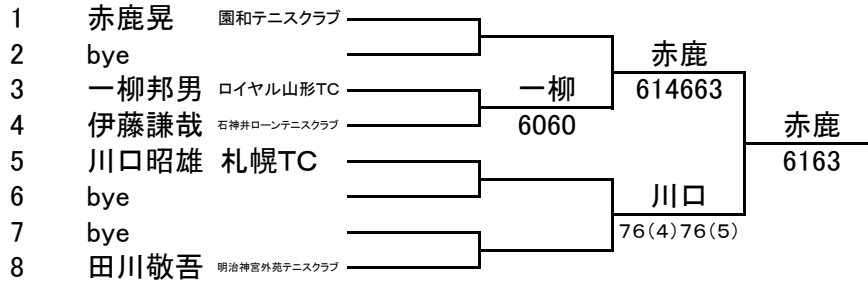 1 赤鹿晃 園和テニスクラブ
2 bye
赤鹿
3 一柳邦男 ロイヤル山形TC
一柳
614663
4 伊藤謙哉 石神井ローンテニスクラブ
6060
赤鹿
5 川口昭雄 札幌TC
6163
6 bye
川口
7 bye
76(4)76(5)
8 田川敬吾 明治神宮外苑テニスクラブ